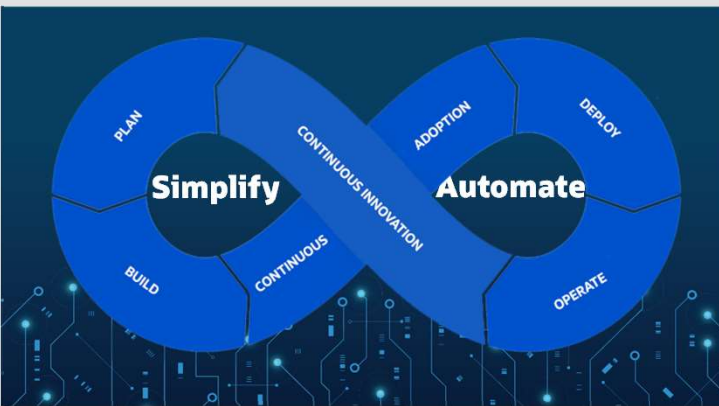 PLAN
BUILD
Simplify
CONTINUOUS
ADOPTION
CONTINUOUS INNOVATION
Automate
DEPLOY
OPERATE